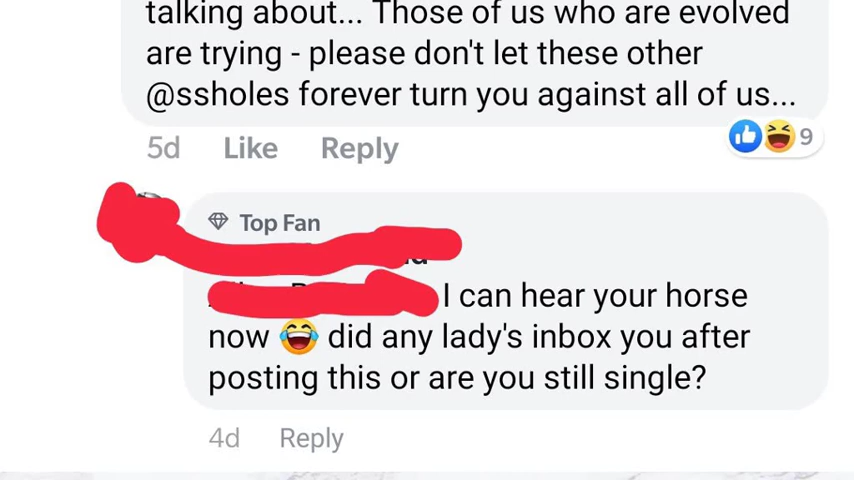 talking about... Those of us who are evolved
are trying - please don't let these other
@ssholes forever turn you against all of us...
5d Like Reply 9
Top Fan
I can hear your horse
now 😂 did any lady's inbox you after
posting this or are you still single?
4d Reply